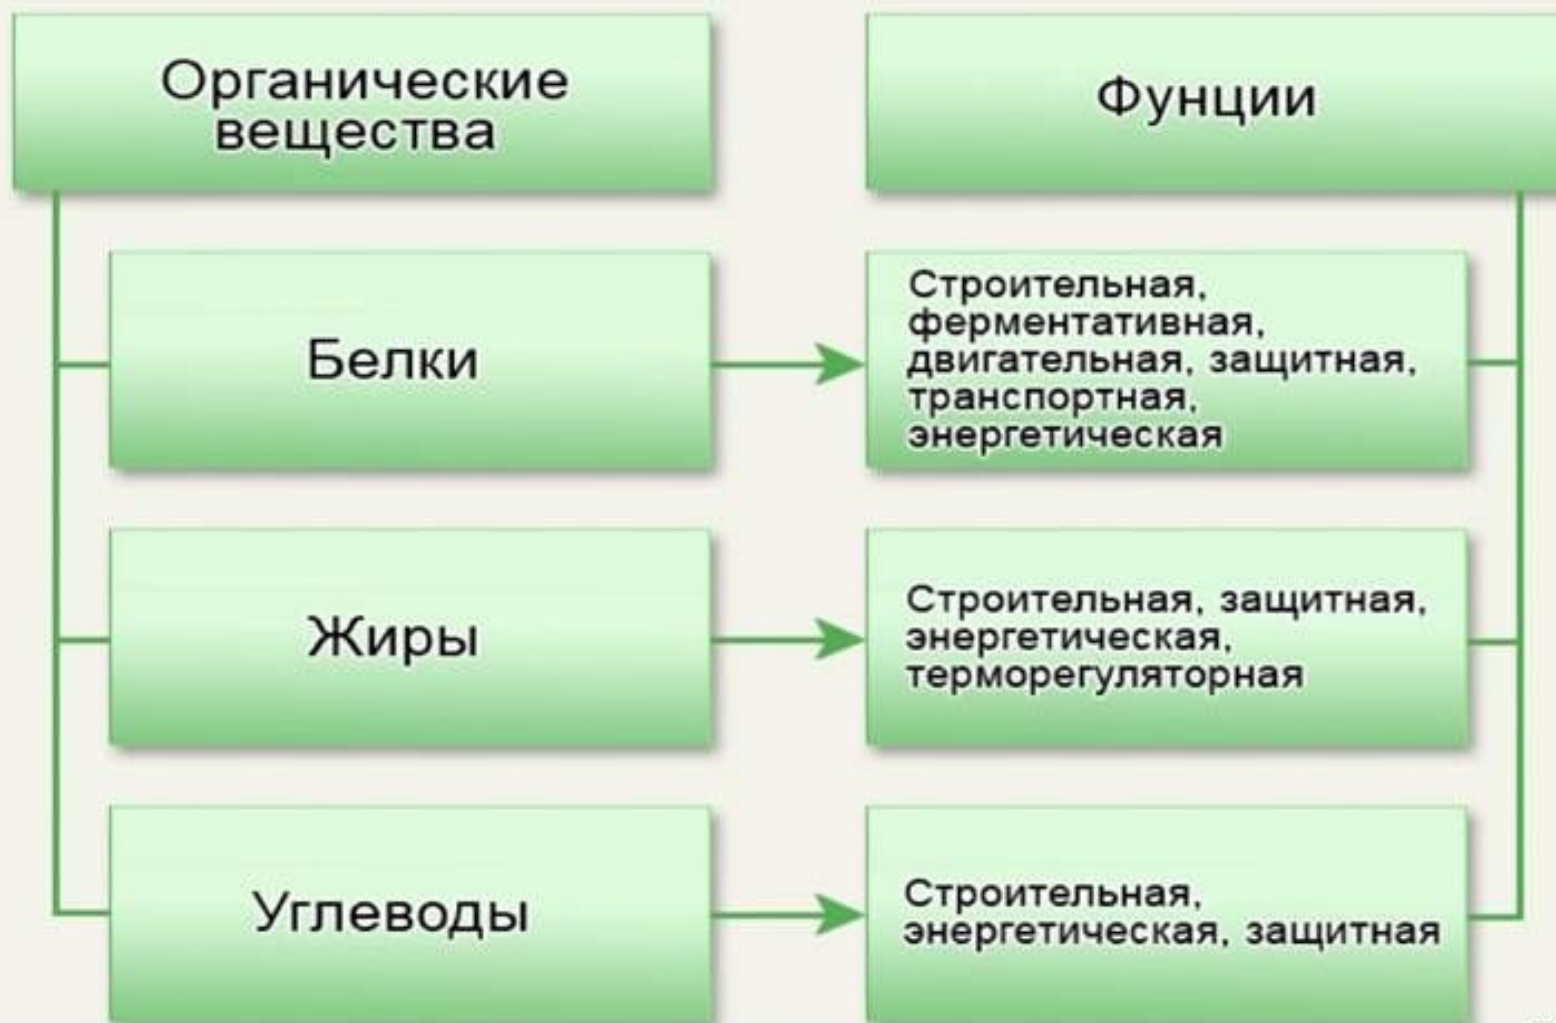 Органические
вещества
Фунции
Белки
Строительная,
ферментативная,
двигательная, защитная,
транспортная,
энергетическая
Жиры
Строительная, защитная,
энергетическая,
терморегуляторная
Углеводы
Строительная,
энергетическая, защитная